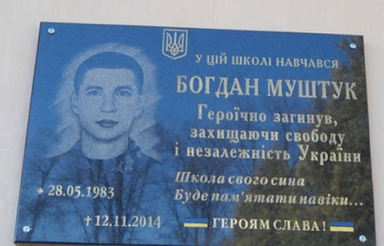 У ЦІЙ ШКОЛІ НАВЧАВСЯ
БОГДАН МУШТУК
Героїчно загинув,
захищаючи свободу
і незалежність України
Школа свого сина
Буде пам'ятати навіки...
* 28.05.1983
† 12.11.2014
ГЕРОЯМ СЛАВА!